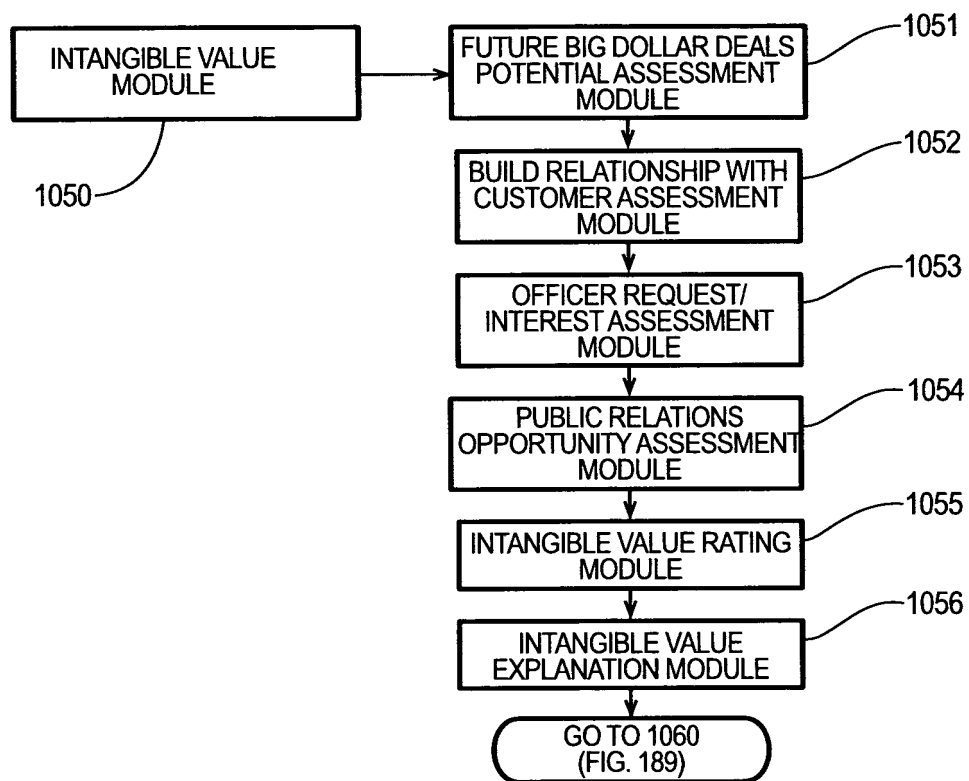 INTANGIBLE VALUE
MODULE
1050
FUTURE BIG DOLLAR DEALS
POTENTIAL ASSESSMENT
MODULE
1051
BUILD RELATIONSHIP WITH
CUSTOMER ASSESSMENT
MODULE
1052
OFFICER REQUEST/
INTEREST ASSESSMENT
MODULE
1053
PUBLIC RELATIONS
OPPORTUNITY ASSESSMENT
MODULE
1054
INTANGIBLE VALUE RATING
MODULE
1055
INTANGIBLE VALUE
EXPLANATION MODULE
1056
GO TO 1060
(FIG. 189)